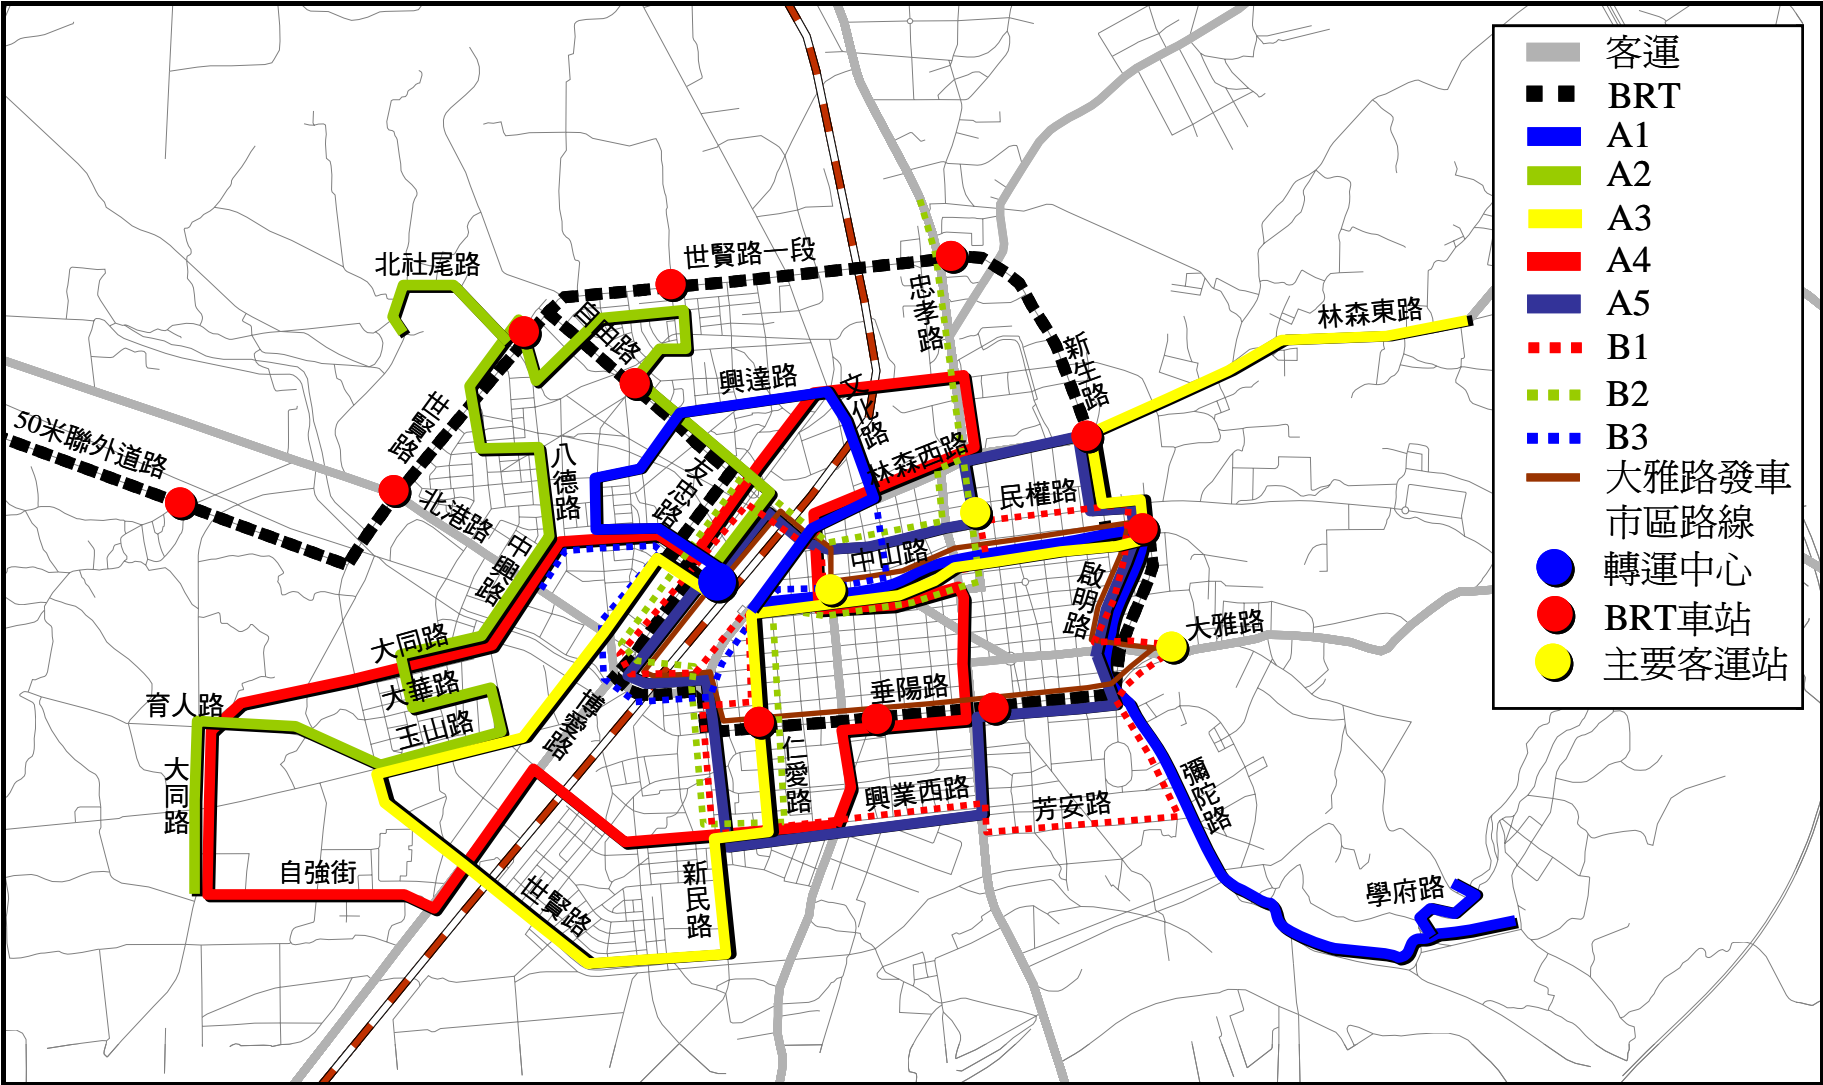 客運
BRT
A1
A2
A3
A4
A5
B1
B2
B3
大雅路發車
市區路線
轉運中心
BRT車站
主要客運站
世賢路一段
北社尾路
自由路
忠孝路
林森東路
新生路
興達路
文化路
世賢路
50米聯外道路
八德路
友忠路
林森西路
民權路
北港路
中興路
中山路
啟明路
大同路
大雅路
大華路
育人路
玉山路
博愛路
垂陽路
仁愛路
大同路
興業西路
芳安路
彌陀路
自強街
世賢路
新民路
學府路